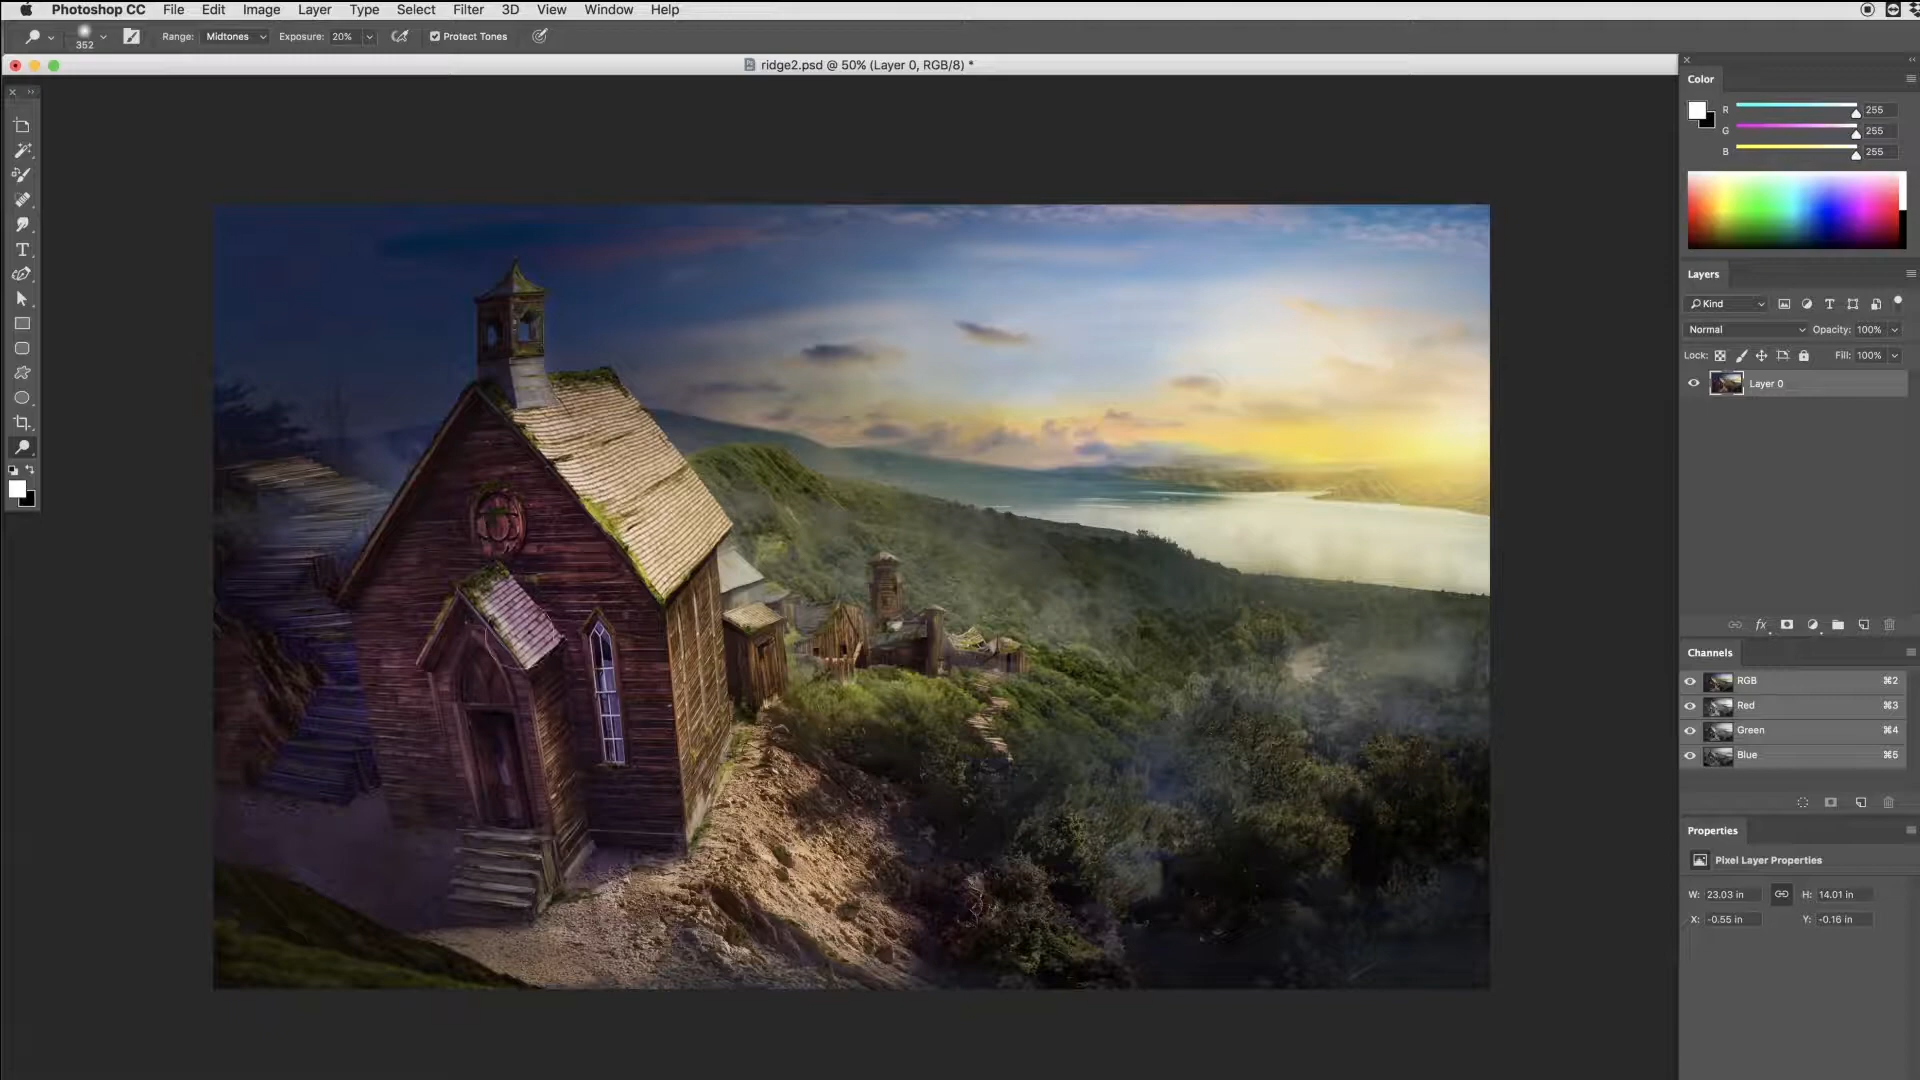 Photoshop CC File Edit Image Layer Type Select Filter 3D View Window Help
352 Range: Midtones Exposure: 20% Protect Tones
ridge2.psd @ 50% (Layer 0, RGB/8) *
Color
R 255
G 255
B 255
Layers
Kind
Normal Opacity: 100%
Lock: Fill: 100%
Layer 0
fx
Channels
RGB ⌘2
Red ⌘3
Green ⌘4
Blue ⌘5
Properties
Pixel Layer Properties
W: 23.03 in H: 14.01 in
X: -0.55 in Y: -0.16 in